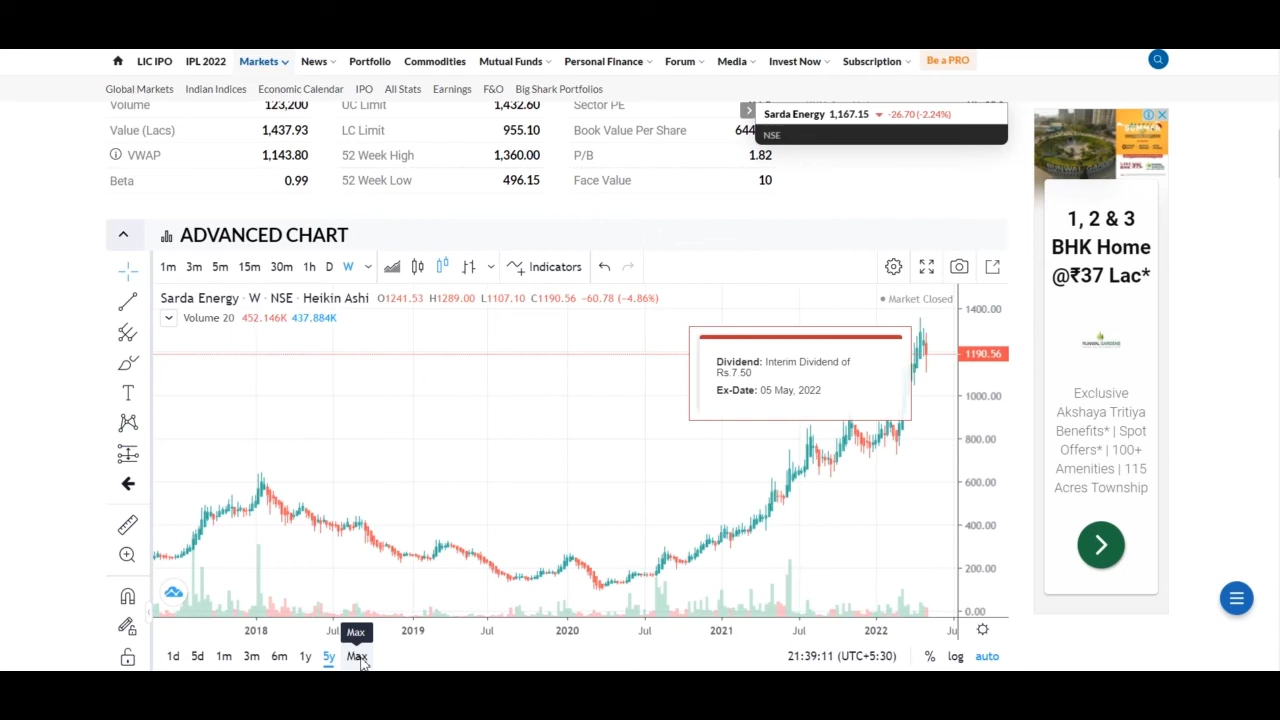 LIC IPO IPL 2022 Markets News Portfolio Commodities Mutual Funds Personal Finance Forum Media Invest Now Subscription Be a PRO
Global Markets Indian Indices Economic Calendar IPO All Stats Earnings F&O Big Shark Portfolios
Volume 123,200 UC Limit 1,432.60 Sector PE
Sarda Energy 1,167.15 -26.70 (-2.24%)
NSE
Value (Lacs) 1,437.93 LC Limit 955.10 Book Value Per Share 644
VWAP 1,143.80 52 Week High 1,360.00 P/B 1.82
Beta 0.99 52 Week Low 496.15 Face Value 10
ADVANCED CHART
1m 3m 5m 15m 30m 1h D W Indicators
Sarda Energy · W · NSE · Heikin Ashi O1241.53 H1289.00 L1107.10 C1190.56 -60.78 (-4.86%)
Market Closed
Volume 20 452.146K 437.884K
1400.00
1190.56
1000.00
800.00
600.00
400.00
200.00
0.00
Dividend: Interim Dividend of
Rs.7.50
Ex-Date: 05 May, 2022
2018 Jul 2019 Jul 2020 Jul 2021 Jul 2022 Ju
Max
1d 5d 1m 3m 6m 1y 5y Max
21:39:11 (UTC+5:30) % log auto
1, 2 & 3
BHK Home
@₹37 Lac*
Exclusive
Akshaya Tritiya
Benefits* | Spot
Offers* | 100+
Amenities | 115
Acres Township